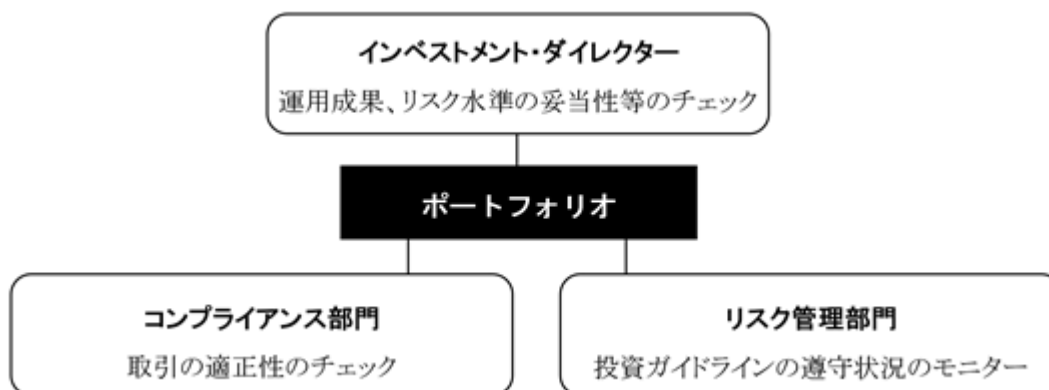 インベストメント・ダイレクター
運用成果、リスク水準の妥当性等のチェック
ポートフォリオ
コンプライアンス部門
取引の適正性のチェック
リスク管理部門
投資ガイドラインの遵守状況のモニター